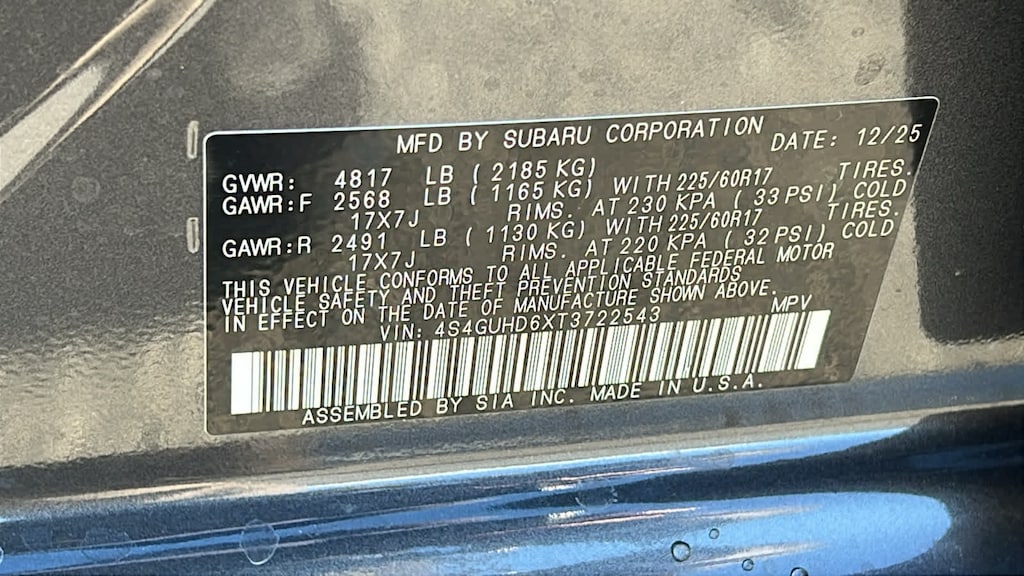 MFD BY SUBARU CORPORATION DATE: 12/25
GVWR: 4817 LB ( 2185 KG)
GAWR:F 2568 LB ( 1165 KG) WITH 225/60R17 TIRES.
17X7J RIMS. AT 230 KPA ( 33 PSI) COLD
GAWR:R 2491 LB ( 1130 KG) WITH 225/60R17 TIRES.
17X7J RIMS. AT 220 KPA ( 32 PSI) COLD
THIS VEHICLE CONFORMS TO ALL APPLICABLE FEDERAL MOTOR
VEHICLE SAFETY AND THEFT PREVENTION STANDARDS
IN EFFECT ON THE DATE OF MANUFACTURE SHOWN ABOVE.
VIN: 4S4GUHD6XT3722543 MPV
ASSEMBLED BY SIA INC. MADE IN U.S.A.